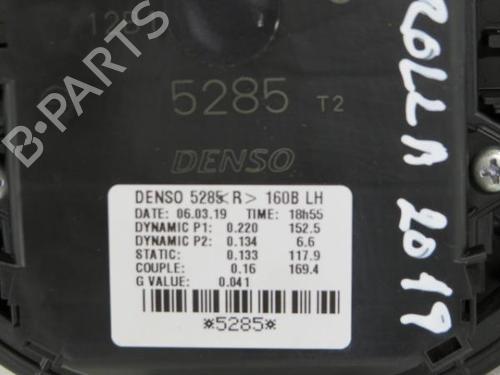 5285 T2
DENSO
DENSO 5285<R> 160B LH
DATE: 06.03.19 TIME: 18h55
DYNAMIC P1: 0.220 152.5
DYNAMIC P2: 0.134 6.6
STATIC: 0.133 117.9
COUPLE: 0.16 169.4
G VALUE: 0.041
*5285*
2019